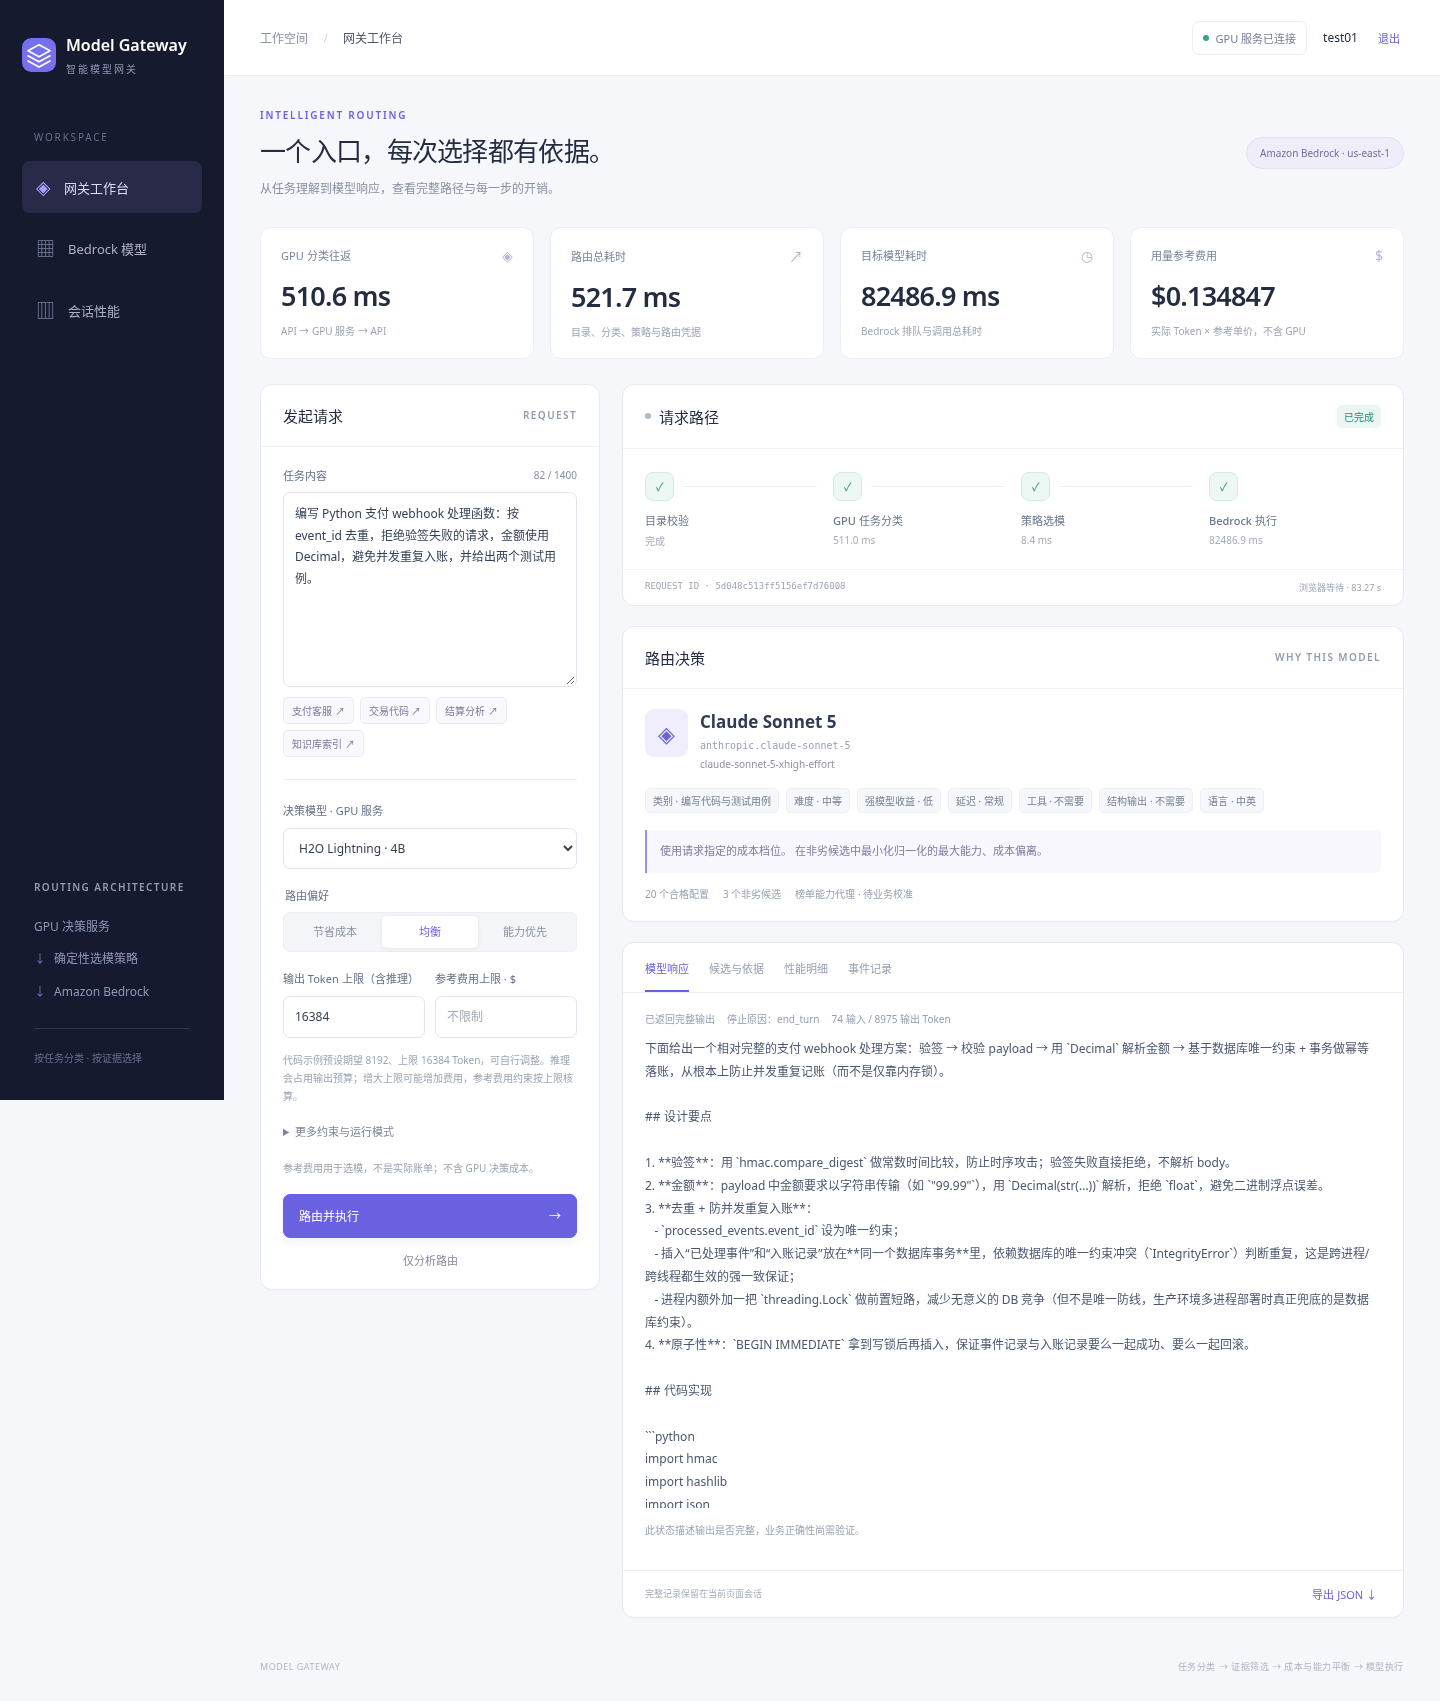 Model Gateway
智能模型网关
WORKSPACE
网关工作台
Bedrock 模型
会话性能
ROUTING ARCHITECTURE
GPU 决策服务
↓ 确定性选模策略
↓ Amazon Bedrock
按任务分类 · 按证据选择
工作空间 / 网关工作台
GPU 服务已连接
test01
退出
INTELLIGENT ROUTING
一个入口，每次选择都有依据。
从任务理解到模型响应，查看完整路径与每一步的开销。
Amazon Bedrock · us-east-1
GPU 分类往返
510.6 ms
API → GPU 服务 → API
路由总耗时
521.7 ms
目录、分类、策略与路由凭据
目标模型耗时
82486.9 ms
Bedrock 排队与调用总耗时
用量参考费用 $
$0.134847
实际 Token × 参考单价，不含 GPU
发起请求 REQUEST
任务内容 82 / 1400
编写 Python 支付 webhook 处理函数：按
event_id 去重，拒绝验签失败的请求，金额使用
Decimal，避免并发重复入账，并给出两个测试用
例。
支付客服 ↗ 交易代码 ↗ 结算分析 ↗
知识库索引 ↗
决策模型 · GPU 服务
H2O Lightning · 4B
路由偏好
节省成本 均衡 能力优先
输出 Token 上限（含推理） 参考费用上限 · $
16384 不限制
代码示例预设期望 8192、上限 16384 Token，可自行调整。推理
会占用输出预算；增大上限可能增加费用，参考费用约束按上限核
算。
更多约束与运行模式
参考费用用于选模，不是实际账单；不含 GPU 决策成本。
路由并执行 →
仅分析路由
请求路径 已完成
目录校验 GPU 任务分类 策略选模 Bedrock 执行
完成 511.0 ms 8.4 ms 82486.9 ms
REQUEST ID · 5d048c513ff5156ef7d76008 浏览器等待 · 83.27 s
路由决策 WHY THIS MODEL
Claude Sonnet 5
anthropic.claude-sonnet-5
claude-sonnet-5-xhigh-effort
类别 · 编写代码与测试用例 难度 · 中等 强模型收益 · 低 延迟 · 常规 工具 · 不需要 结构输出 · 不需要 语言 · 中英
使用请求指定的成本档位。 在非劣候选中最小化归一化的最大能力、成本偏离。
20 个合格配置 3 个非劣候选 榜单能力代理 · 待业务校准
模型响应 候选与依据 性能明细 事件记录
已返回完整输出 停止原因：end_turn 74 输入 / 8975 输出 Token
下面给出一个相对完整的支付 webhook 处理方案：验签 → 校验 payload → 用 `Decimal` 解析金额 → 基于数据库唯一约束 + 事务做幂等
落账，从根本上防止并发重复记账（而不是仅靠内存锁）。
## 设计要点
1. **验签**：用 `hmac.compare_digest` 做常数时间比较，防止时序攻击；验签失败直接拒绝，不解析 body。
2. **金额**：payload 中金额要求以字符串传输（如 `"99.99"`），用 `Decimal(str(...))` 解析，拒绝 `float`，避免二进制浮点误差。
3. **去重 + 防并发重复入账**：
- `processed_events.event_id` 设为唯一约束；
- 插入“已处理事件”和“入账记录”放在**同一个数据库事务**里，依赖数据库的唯一约束冲突（`IntegrityError`）判断重复，这是跨进程/
跨线程都生效的强一致保证；
- 进程内额外加一把 `threading.Lock` 做前置短路，减少无意义的 DB 竞争（但不是唯一防线，生产环境多进程部署时真正兜底的是数据
库约束）。
4. **原子性**：`BEGIN IMMEDIATE` 拿到写锁后再插入，保证事件记录与入账记录要么一起成功、要么一起回滚。
## 代码实现
```python
import hmac
import hashlib
import json
此状态描述输出是否完整，业务正确性尚需验证。
完整记录保留在当前页面会话 导出 JSON ↓
MODEL GATEWAY 任务分类 → 证据筛选 → 成本与能力平衡 → 模型执行